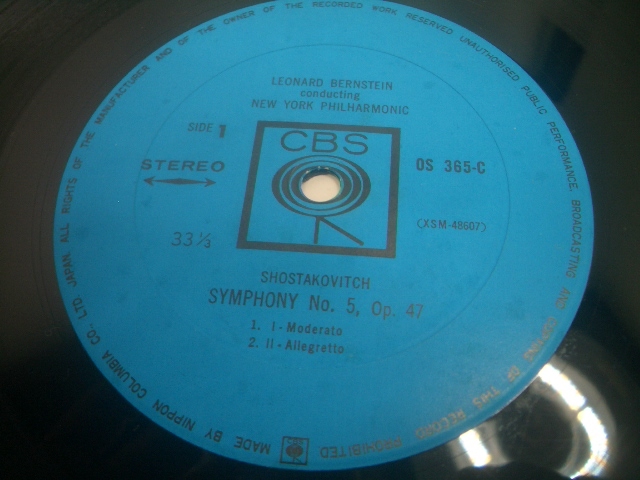 ALL RIGHTS OF THE MANUFACTURER AND OF THE OWNER OF THE RECORDED WORK RESERVED UNAUTHORISED PUBLIC PERFORMANCE, BROADCASTING AND COPYING OF THIS RECORD PROHIBITED
MADE BY NIPPON COLUMBIA CO., LTD. JAPAN.
LEONARD BERNSTEIN
conducting
NEW YORK PHILHARMONIC
SIDE 1
CBS
STEREO
OS 365-C
33⅓
(XSM-48607)
SHOSTAKOVITCH
SYMPHONY No. 5, Op. 47
1. I-Moderato
2. II-Allegretto